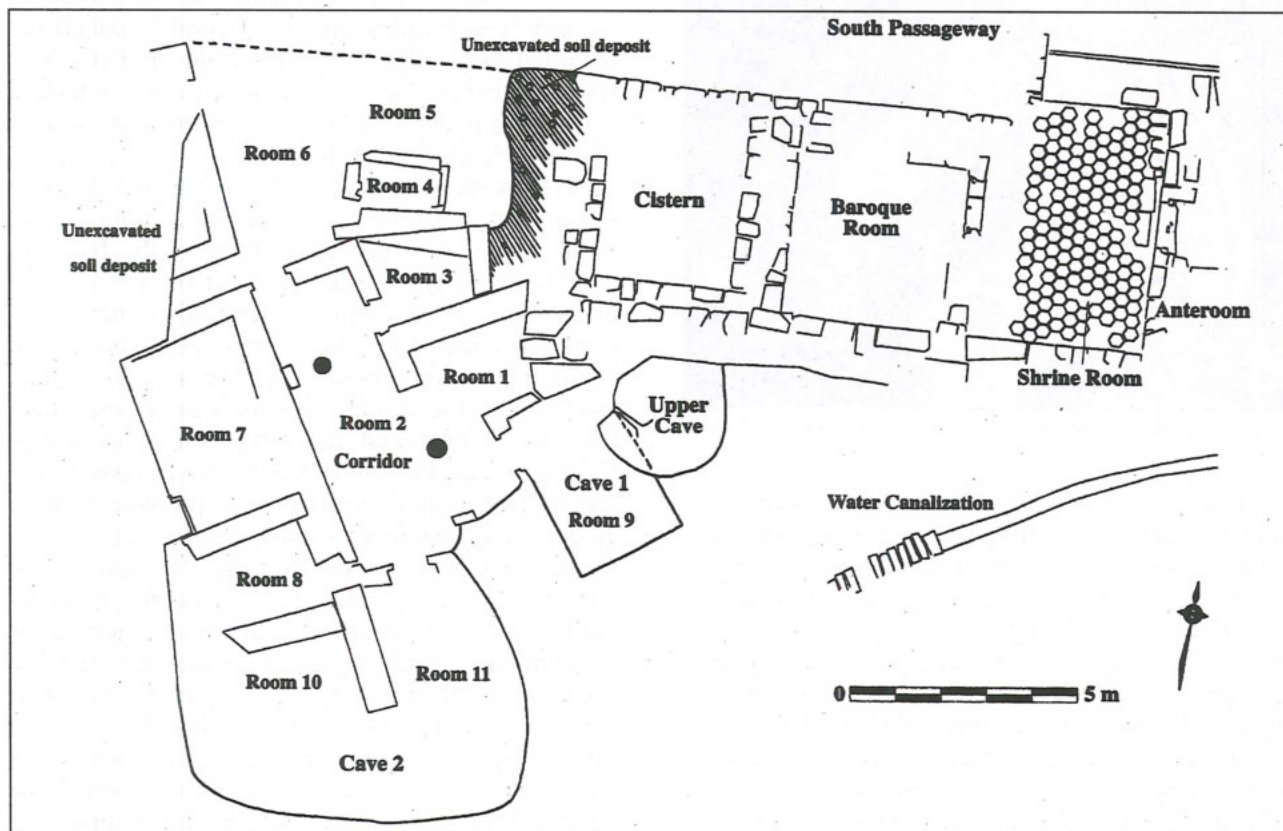 South Passageway
Unexcavated soil deposit
Room 5
Room 6
Room 4
Cistern
Baroque
Room
Unexcavated
soil deposit
Room 3
Anteroom
Room 1
Shrine Room
Upper
Cave
Room 7
Room 2
Corridor
Cave 1
Room 9
Water Canalization
Room 8
Room 10
Room 11
0
5 m
Cave 2